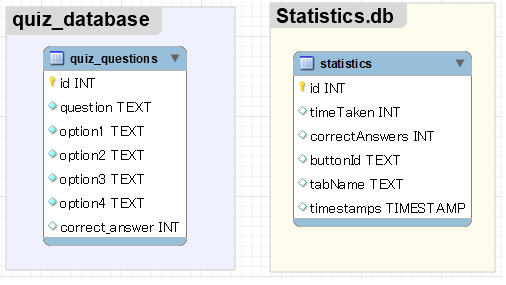 quiz_database
quiz_questions
id INT
question TEXT
option1 TEXT
option2 TEXT
option3 TEXT
option4 TEXT
correct_answer INT
Statistics.db
statistics
id INT
timeTaken INT
correctAnswers INT
buttonId TEXT
tabName TEXT
timestamps TIMESTAMP